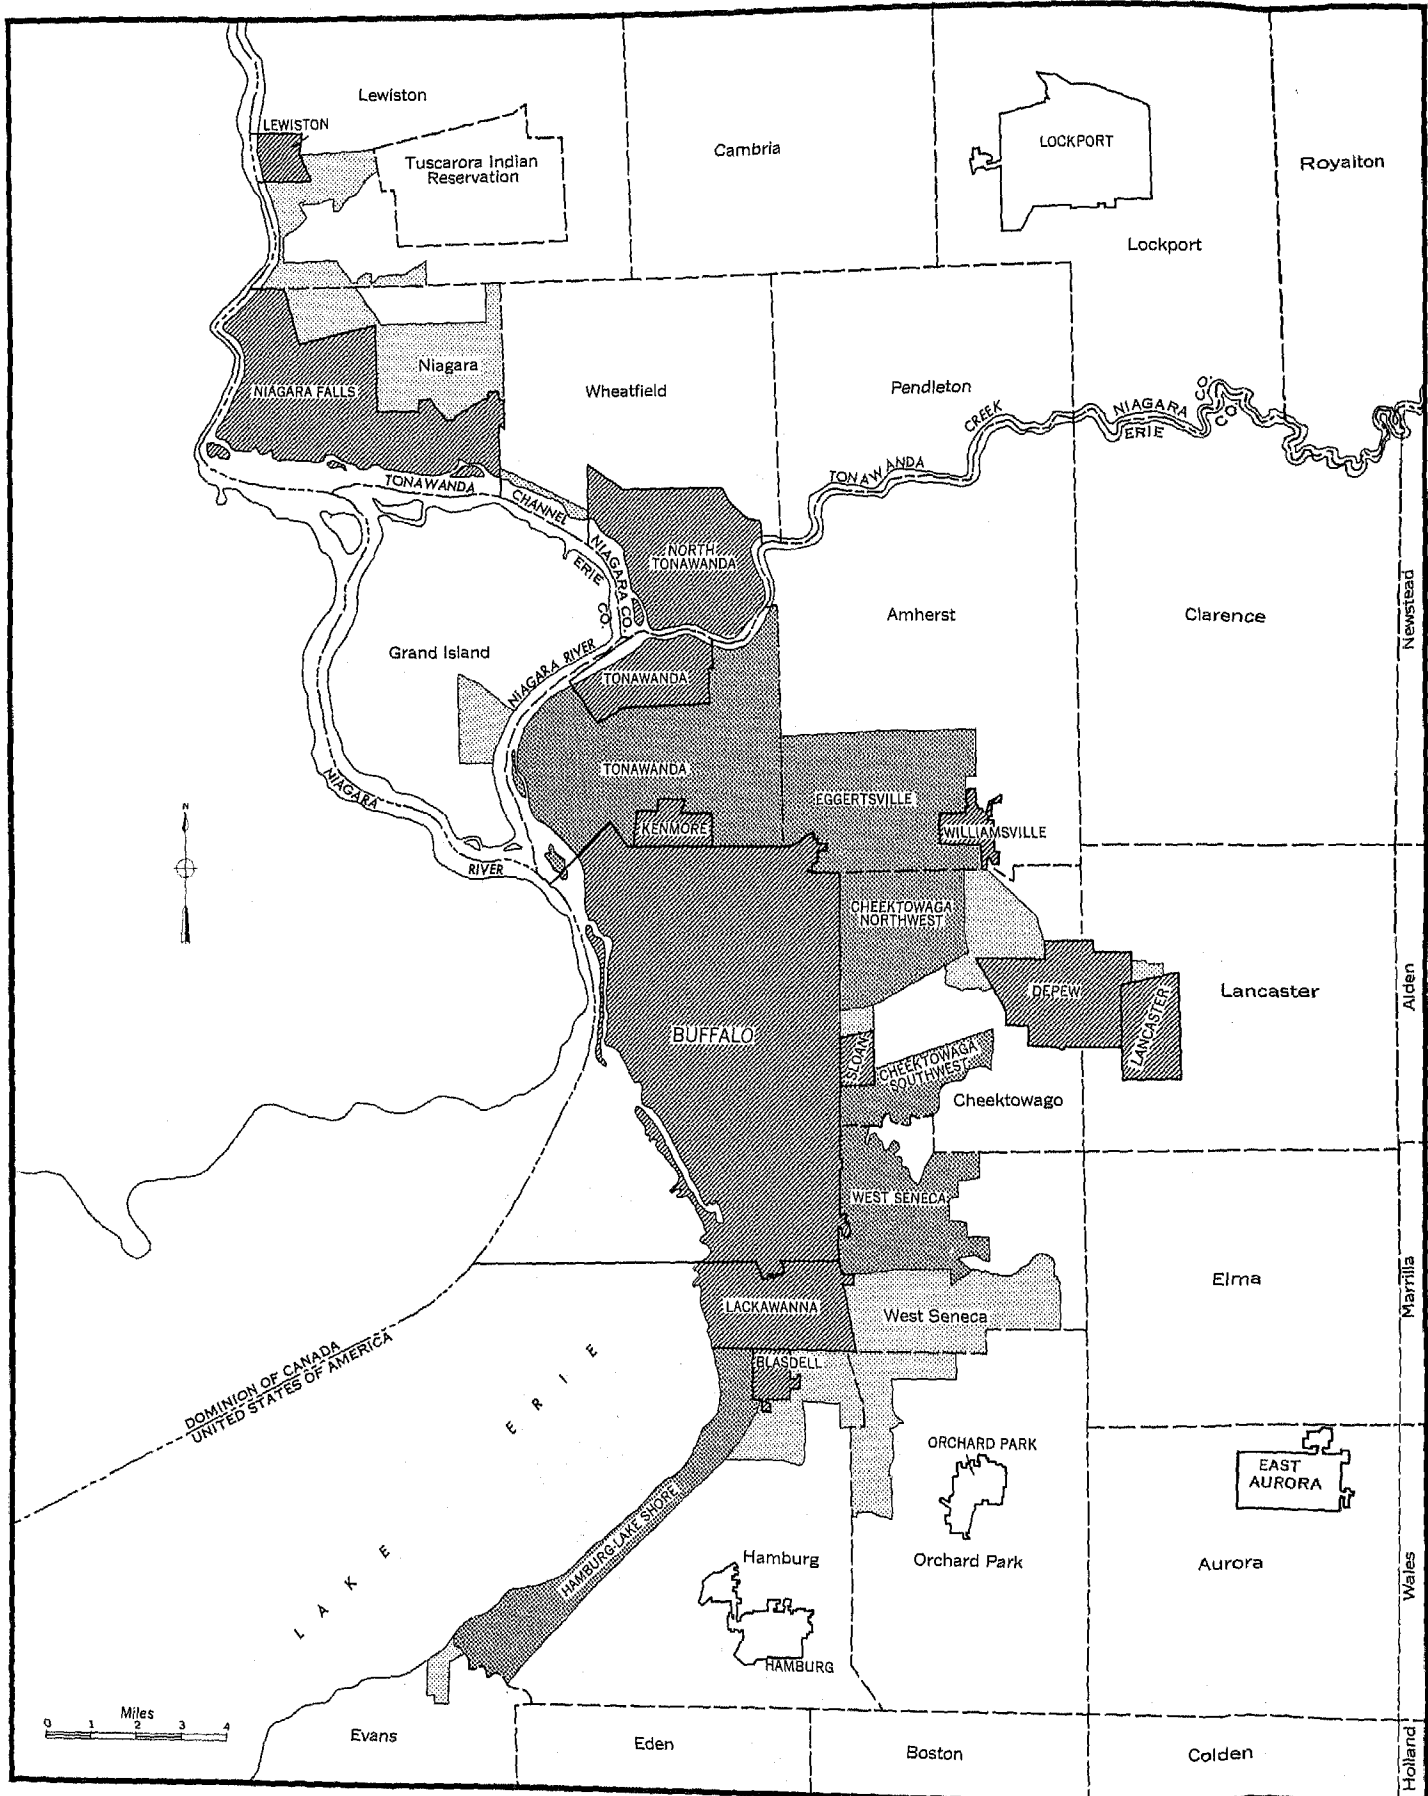 Lewiston
LEWISTON
Tuscarora Indian
Reservation
Cambria
LOCKPORT
Royalton
Lockport
Niagara
NIAGARA FALLS
Wheatfield
Pendleton
CREEK
NIAGARA CO.
ERIE CO.
TONAWANDA
TONAWANDA
CHANNEL
NIAGARA CO.
ERIE CO.
NORTH
TONAWANDA
Newstead
Amherst
Clarence
Grand Island
NIAGARA RIVER
TONAWANDA
TONAWANDA
EGGERTSVILLE
NIAGARA
N
KENMORE
WILLIAMSVILLE
RIVER
CHEEKTOWAGA
NORTHWEST
DEPEW
LANCASTER
Lancaster
Alden
BUFFALO
SLOAN
CHEEKTOWAGA
SOUTHWEST
Cheektowago
WEST SENECA
Elma
Marrilla
LACKAWANNA
West Seneca
BLASDELL
DOMINION OF CANADA
UNITED STATES OF AMERICA
LAKE ERIE
ORCHARD PARK
EAST
AURORA
HAMBURG-LAKE SHORE
Hamburg
Orchard Park
Aurora
Wales
HAMBURG
Miles
0 1 2 3 4
Evans
Eden
Boston
Colden
Holland